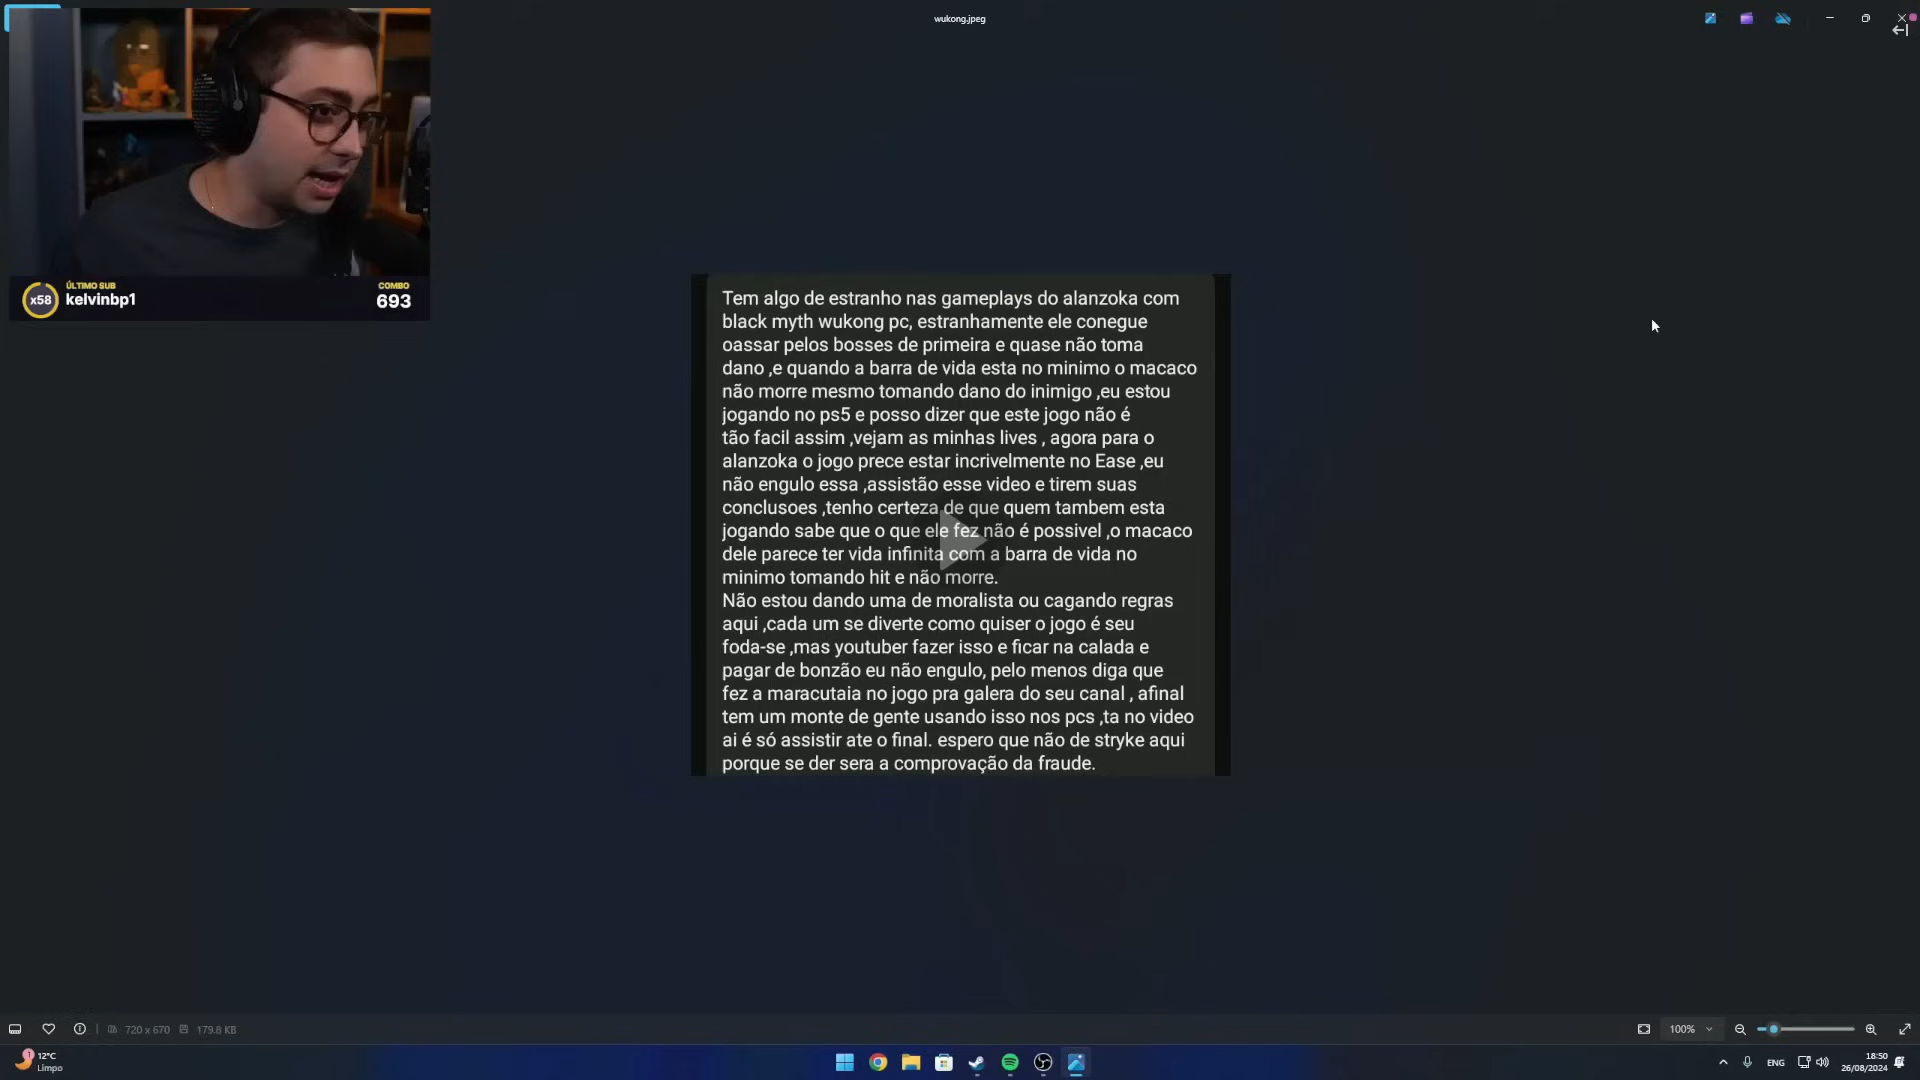 wukong.jpeg
x58
ÚLTIMO SUB
kelvinbp1
COMBO
693
Tem algo de estranho nas gameplays do alanzoka com
black myth wukong pc, estranhamente ele conegue
oassar pelos bosses de primeira e quase não toma
dano ,e quando a barra de vida esta no minimo o macaco
não morre mesmo tomando dano do inimigo ,eu estou
jogando no ps5 e posso dizer que este jogo não é
tão facil assim ,vejam as minhas lives , agora para o
alanzoka o jogo prece estar incrivelmente no Ease ,eu
não engulo essa ,assistão esse video e tirem suas
conclusoes ,tenho certeza de que quem tambem esta
jogando sabe que o que ele fez não é possivel ,o macaco
dele parece ter vida infinita com a barra de vida no
minimo tomando hit e não morre.
Não estou dando uma de moralista ou cagando regras
aqui ,cada um se diverte como quiser o jogo é seu
foda-se ,mas youtuber fazer isso e ficar na calada e
pagar de bonzão eu não engulo, pelo menos diga que
fez a maracutaia no jogo pra galera do seu canal , afinal
tem um monte de gente usando isso nos pcs ,ta no video
ai é só assistir ate o final. espero que não de stryke aqui
porque se der sera a comprovação da fraude.
720 x 670
179.8 KB
100%
1
12°C
Limpo
ENG
18:50
26/08/2024